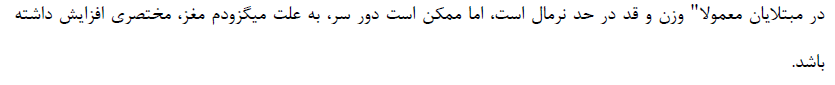 در مبتلایان معمولا" وزن و قد در حد نرمال است، اما ممکن است دور سر، به علت میگزودم مغز، مختصری افزایش داشته
باشد.